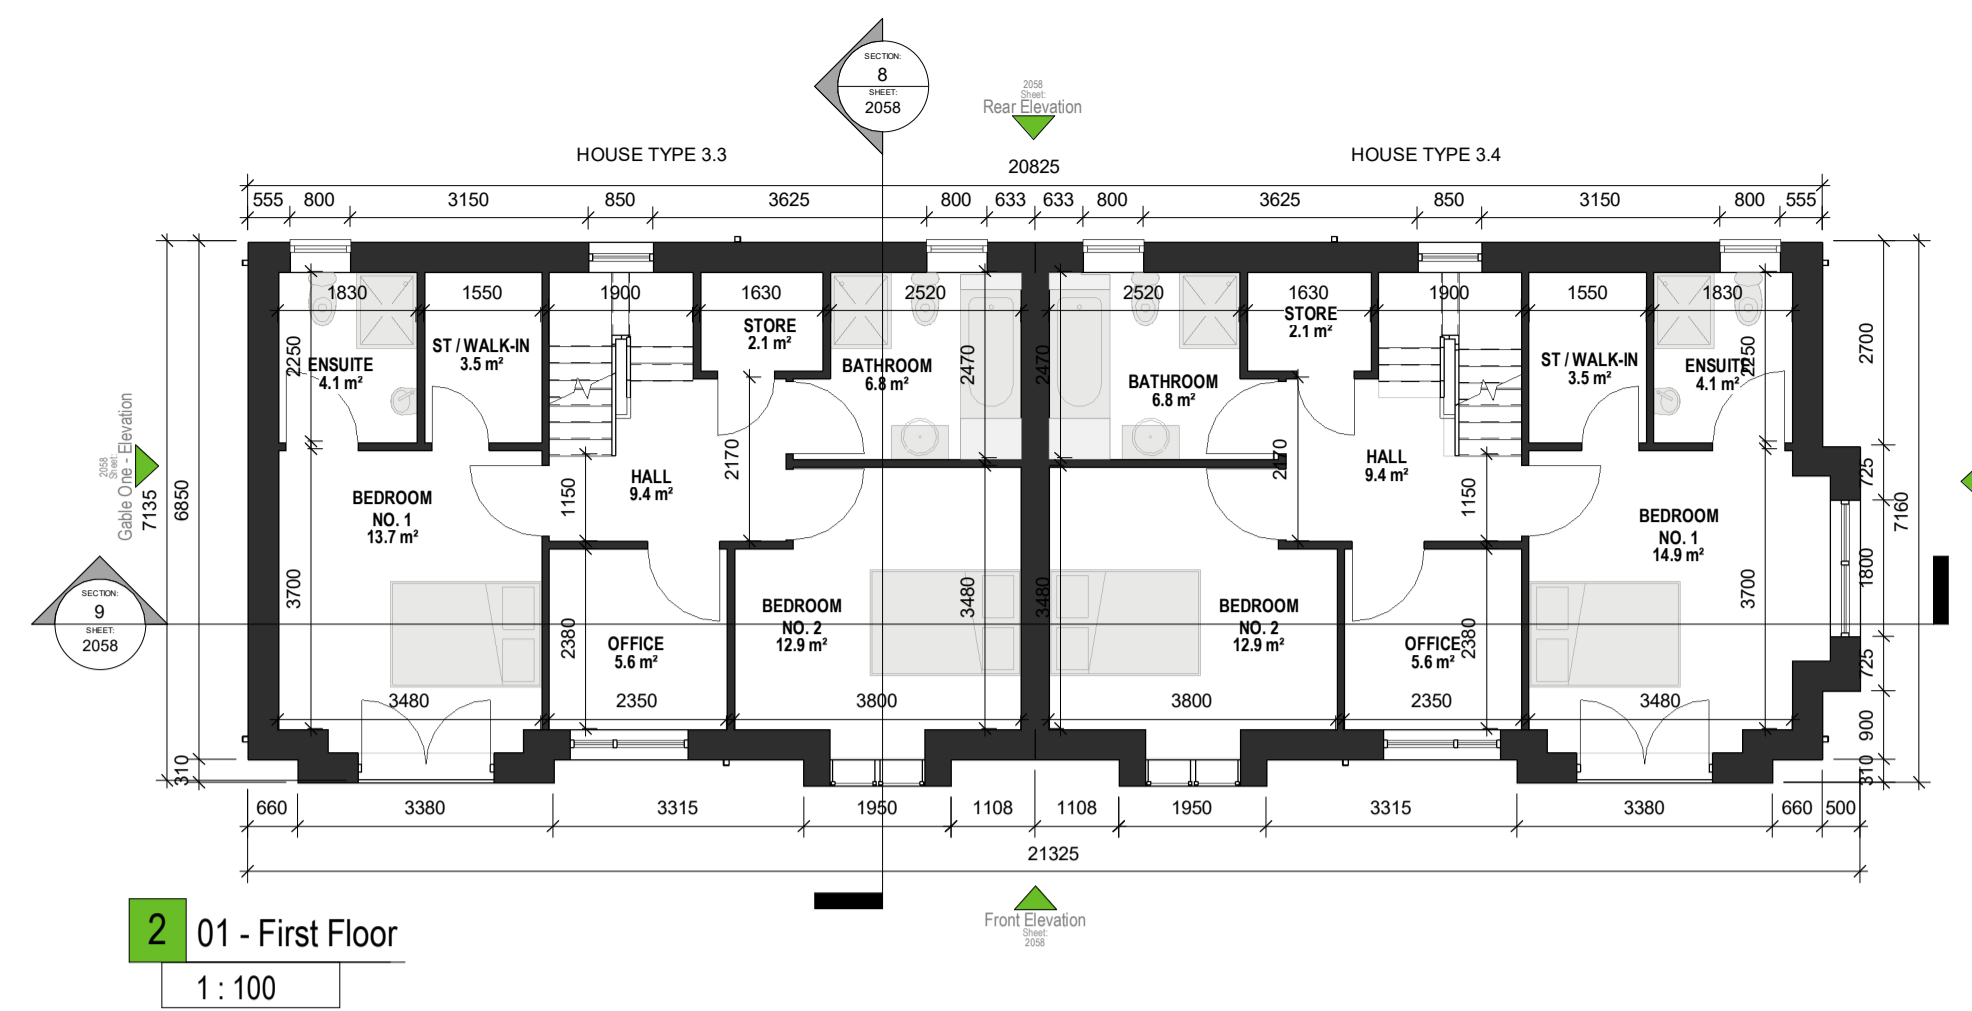 SECTION:
8
SHEET:
2058
2058
Sheet:
Rear Elevation
HOUSE TYPE 3.3
HOUSE TYPE 3.4
20825
555 800 3150 850 3625 800 633 633 800 3625 850 3150 800 555
1830 1550 1900 1630 2520 2520 1630 1900 1550 1830
ENSUITE
4.1 m²
2250
ST / WALK-IN
3.5 m²
STORE
2.1 m²
BATHROOM
6.8 m²
2470
2470
BATHROOM
6.8 m²
STORE
2.1 m²
ST / WALK-IN
3.5 m²
ENSUITE
4.1 m²
2250
2700
2058
Sheet:
Gable One - Elevation
7135
6850
BEDROOM
NO. 1
13.7 m²
HALL
9.4 m²
1150
2170
2170
HALL
9.4 m²
1150
BEDROOM
NO. 1
14.9 m²
725
7160
1800
725
900
310
SECTION:
9
SHEET:
2058
3700
OFFICE
5.6 m²
2380
BEDROOM
NO. 2
12.9 m²
3480
3480
BEDROOM
NO. 2
12.9 m²
OFFICE
5.6 m²
2380
3700
3480 2350 3800 3800 2350 3480
310
660 3380 3315 1950 1108 1108 1950 3315 3380 660 500
21325
Front Elevation
Sheet:
2058
2 01 - First Floor
1 : 100